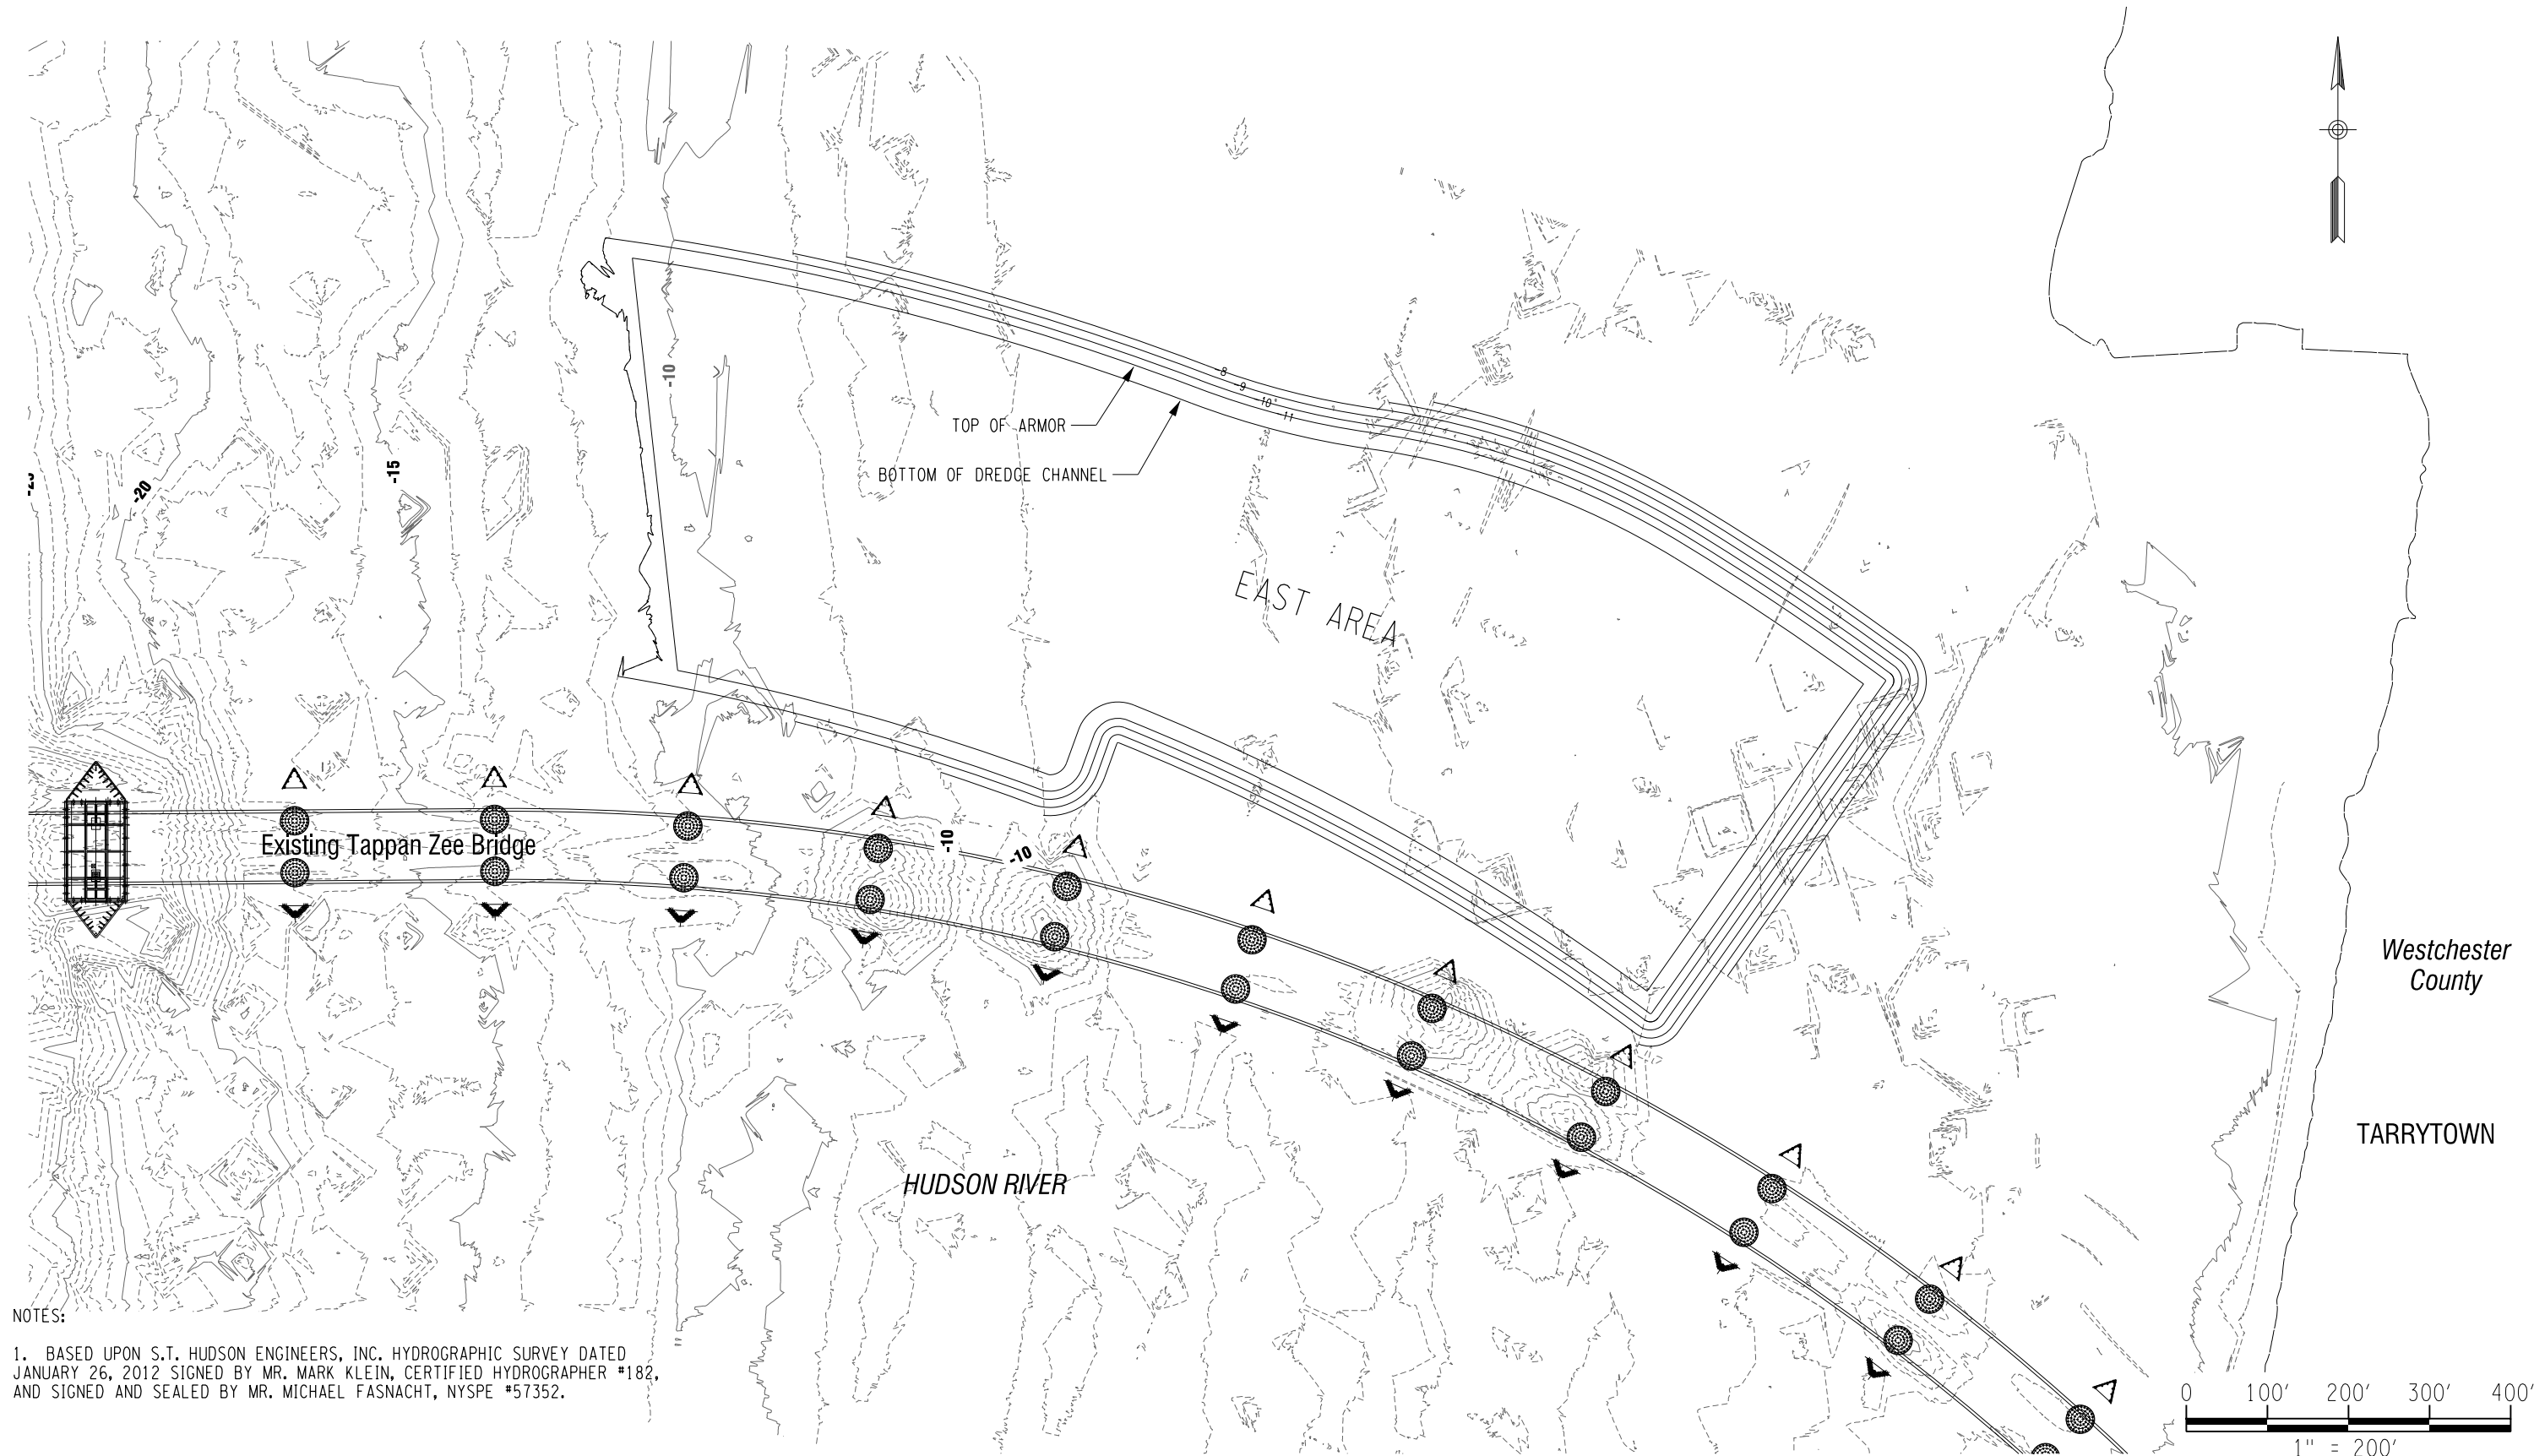 -10
-8
-9
-10
-11
TOP OF ARMOR
BOTTOM OF DREDGE CHANNEL
-15
-20
EAST AREA
Existing Tappan Zee Bridge
-10
-10
Westchester
County
TARRYTOWN
HUDSON RIVER
NOTES:
1. BASED UPON S.T. HUDSON ENGINEERS, INC. HYDROGRAPHIC SURVEY DATED
JANUARY 26, 2012 SIGNED BY MR. MARK KLEIN, CERTIFIED HYDROGRAPHER #182,
AND SIGNED AND SEALED BY MR. MICHAEL FASNACHT, NYSPE #57352.
0 100' 200' 300' 400'
1" = 200'